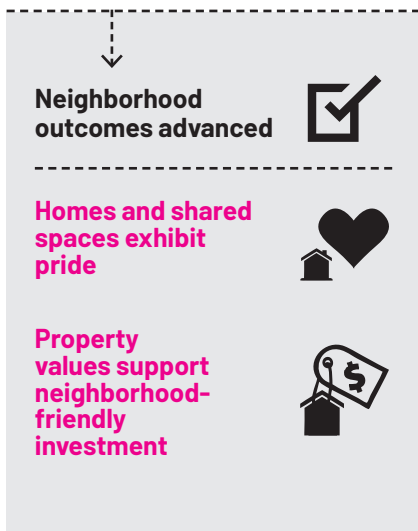 Neighborhood
outcomes advanced
Homes and shared
spaces exhibit
pride
Property
values support
neighborhood-
friendly
investment
$